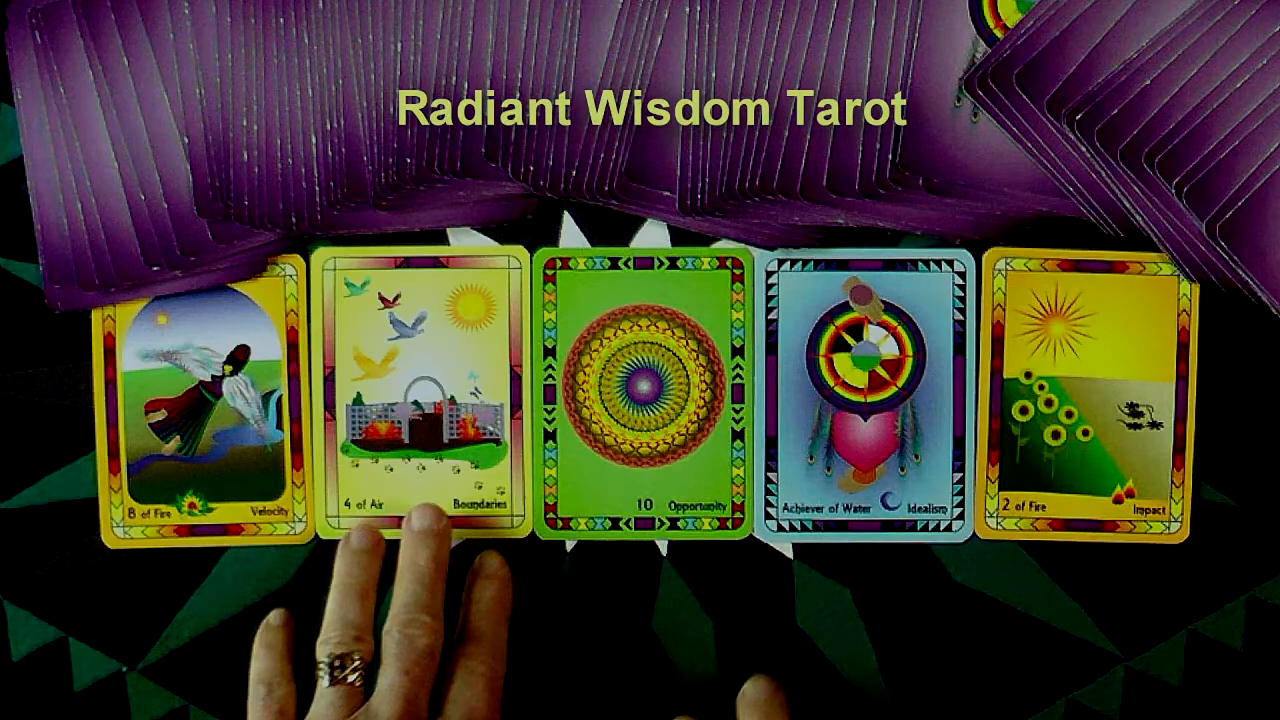 Radiant Wisdom Tarot
8 of Fire Velocity
4 of Air Boundaries
10 Opportunity
Achiever of Water Idealism
2 of Fire Impact